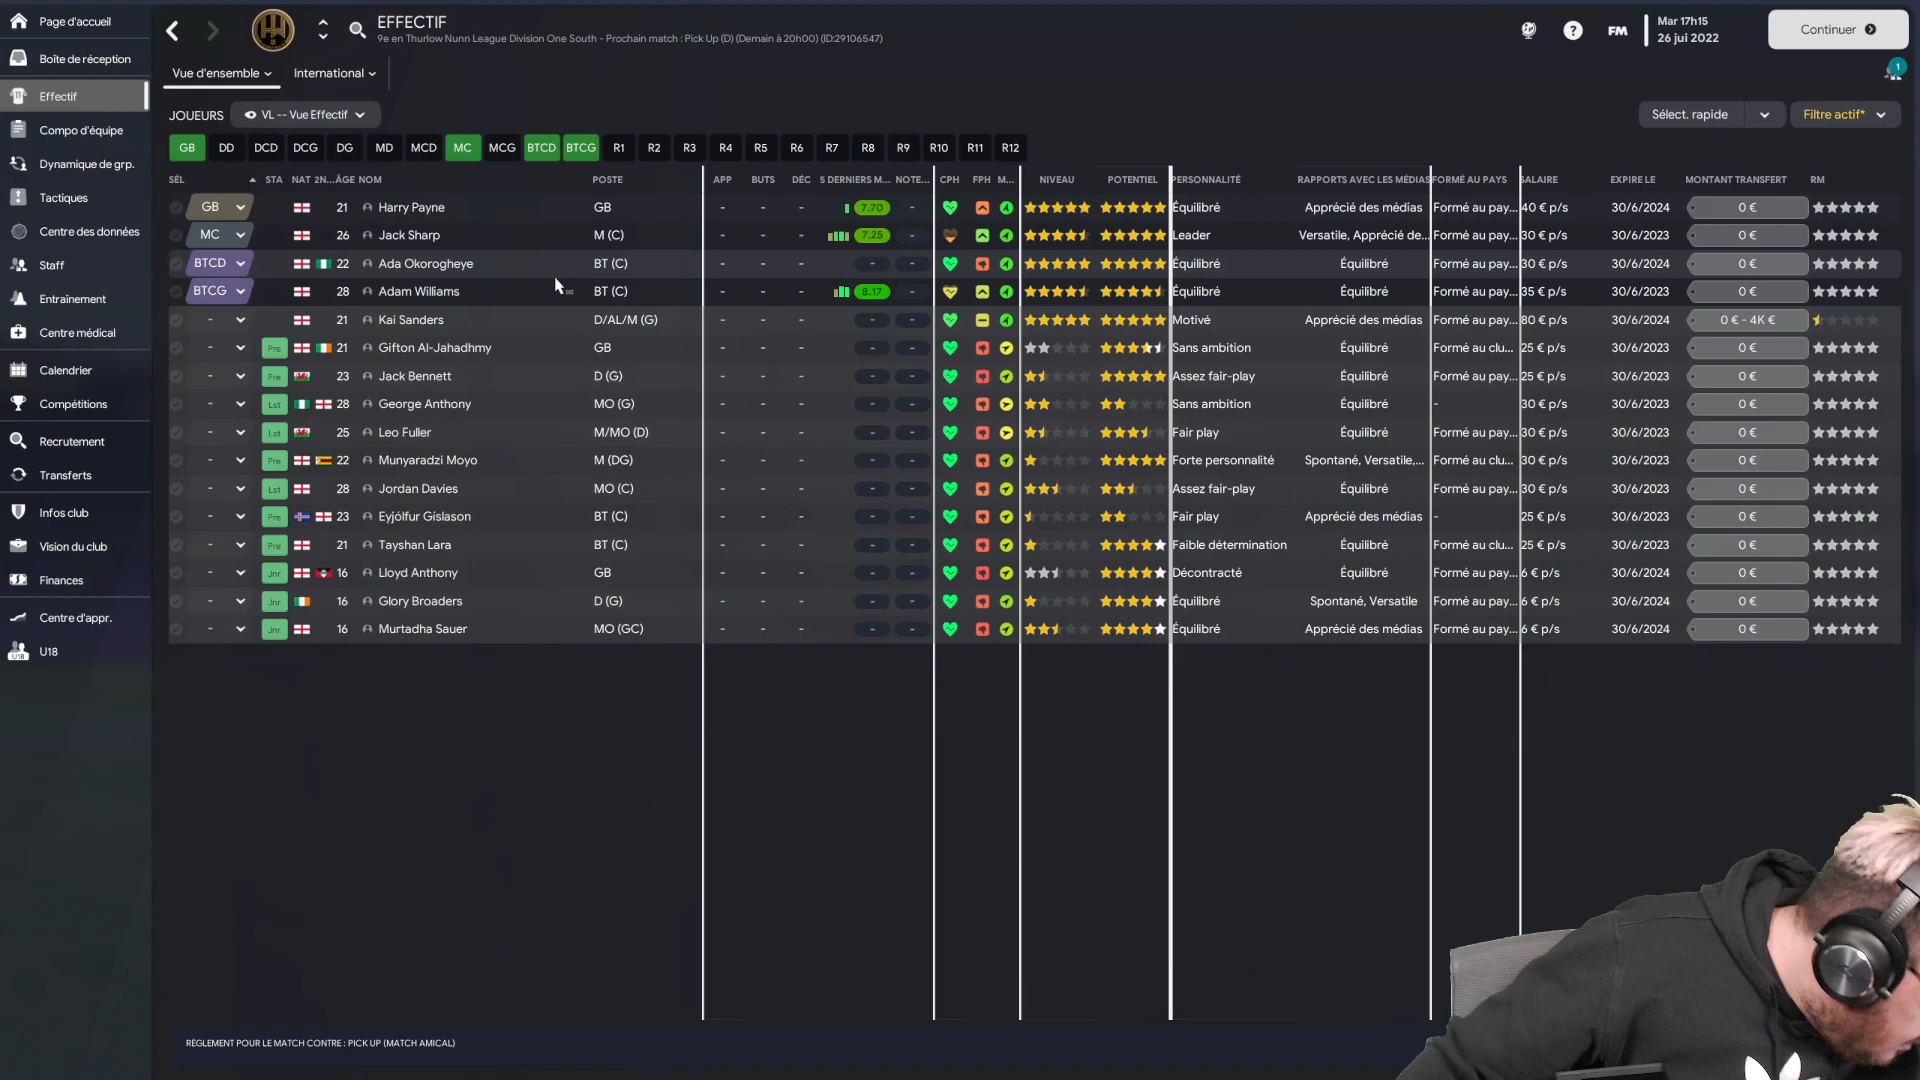 Page d'accueil
Boîte de réception
Effectif
Compo d'équipe
Dynamique de grp.
Tactiques
Centre des données
Staff
Entraînement
Centre médical
Calendrier
Compétitions
Recrutement
Transferts
Infos club
Vision du club
Finances
Centre d'appr.
U18
EFFECTIF
9e en Thurlow Nunn League Division One South - Prochain match : Pick Up (D) (Demain à 20h00) (ID:29106547)
FM
Mar 17h15
26 jui 2022
Continuer
Vue d'ensemble International
1
JOUEURS VL -- Vue Effectif Sélect. rapide Filtre actif*
GB DD DCD DCG DG MD MCD MC MCG BTCD BTCG R1 R2 R3 R4 R5 R6 R7 R8 R9 R10 R11 R12
SÉL STA NAT 2N... ÂGE NOM POSTE APP BUTS DÉC 5 DERNIERS M... NOTE... CPH FPH M... NIVEAU POTENTIEL PERSONNALITÉ RAPPORTS AVEC LES MÉDIAS FORMÉ AU PAYS SALAIRE EXPIRE LE MONTANT TRANSFERT RM
GB 21 Harry Payne GB - - - 7.70 - Équilibré Apprécié des médias Formé au pay... 40 € p/s 30/6/2024 0 €
MC 26 Jack Sharp M (C) - - - 7.25 - Leader Versatile, Apprécié de... Formé au pay... 30 € p/s 30/6/2023 0 €
BTCD 22 Ada Okorogheye BT (C) - - - - - Équilibré Équilibré Formé au pay... 30 € p/s 30/6/2023 0 €
BTCG 28 Adam Williams BT (C) - - - 8.17 - Équilibré Équilibré Formé au pay... 35 € p/s 30/6/2023 0 €
- 21 Kai Sanders D/AL/M (G) - - - - - Motivé Apprécié des médias Formé au pay... 80 € p/s 30/6/2024 0 € - 4K €
- Pre 21 Gifton Al-Jahadhmy GB - - - - - Sans ambition Équilibré Formé au clu... 25 € p/s 30/6/2023 0 €
- Pre 23 Jack Bennett D (G) - - - - - Assez fair-play Équilibré Formé au pay... 25 € p/s 30/6/2023 0 €
- Lst 28 George Anthony MO (G) - - - - - Sans ambition Équilibré - 30 € p/s 30/6/2023 0 €
- Lst 25 Leo Fuller M/MO (D) - - - - - Fair play Équilibré Formé au pay... 30 € p/s 30/6/2023 0 €
- Pre 22 Munyaradzi Moyo M (DG) - - - - - Forte personnalité Spontané, Versatile,... Formé au clu... 30 € p/s 30/6/2023 0 €
- Lst 28 Jordan Davies MO (C) - - - - - Assez fair-play Équilibré Formé au pay... 30 € p/s 30/6/2023 0 €
- Pre 23 Eyjólfur Gíslason BT (C) - - - - - Fair play Apprécié des médias - 25 € p/s 30/6/2023 0 €
- Pre 21 Tayshan Lara BT (C) - - - - - Faible détermination Équilibré Formé au clu... 25 € p/s 30/6/2023 0 €
- Jnr 16 Lloyd Anthony GB - - - - - Décontracté Équilibré Formé au pay... 6 € p/s 30/6/2024 0 €
- Jnr 16 Glory Broaders D (G) - - - - - Équilibré Spontané, Versatile Formé au pay... 6 € p/s 30/6/2024 0 €
- Jnr 16 Murtadha Sauer MO (GC) - - - - - Équilibré Apprécié des médias Formé au pay... 6 € p/s 30/6/2024 0 €
RÈGLEMENT POUR LE MATCH CONTRE : PICK UP (MATCH AMICAL)